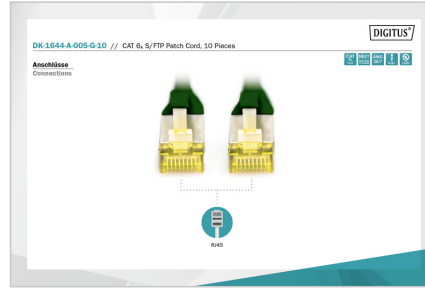 DIGITUS®
DK-1644-A-005-G-10 // CAT 6A S/FTP Patch Cord, 10 Pieces
Anschlüsse
Connections
RJ45